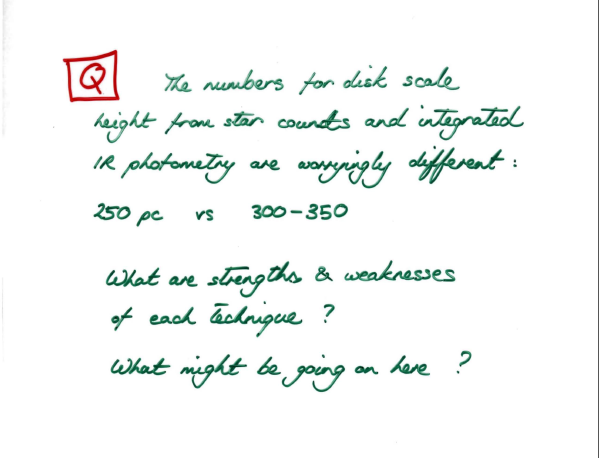 Q The numbers for disk scale
height from star counts and integrated
IR photometry are worryingly different :
250 pc vs 300-350
What are strengths & weaknesses
of each technique ?
What might be going on here ?